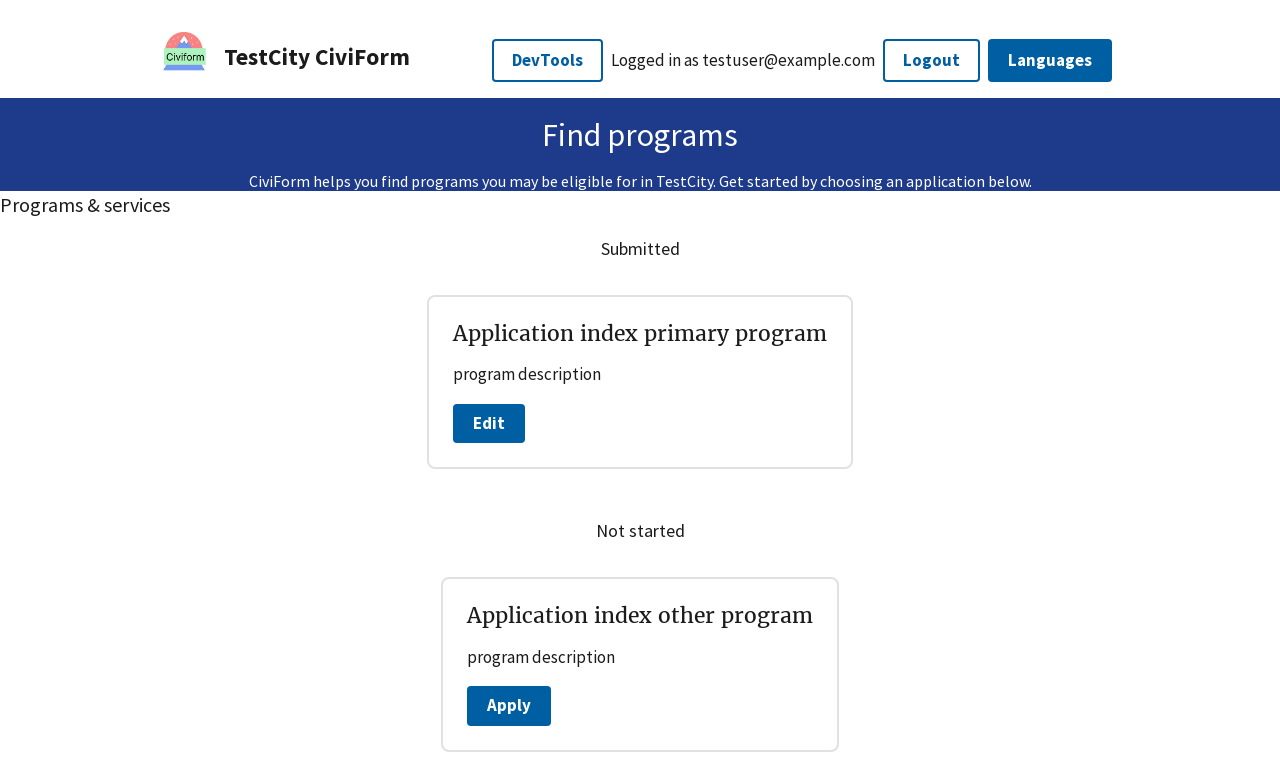 Civiform
TestCity CiviForm
DevTools
Logged in as testuser@example.com
Logout
Languages
Find programs
CiviForm helps you find programs you may be eligible for in TestCity. Get started by choosing an application below.
Programs & services
Submitted
Application index primary program
program description
Edit
Not started
Application index other program
program description
Apply